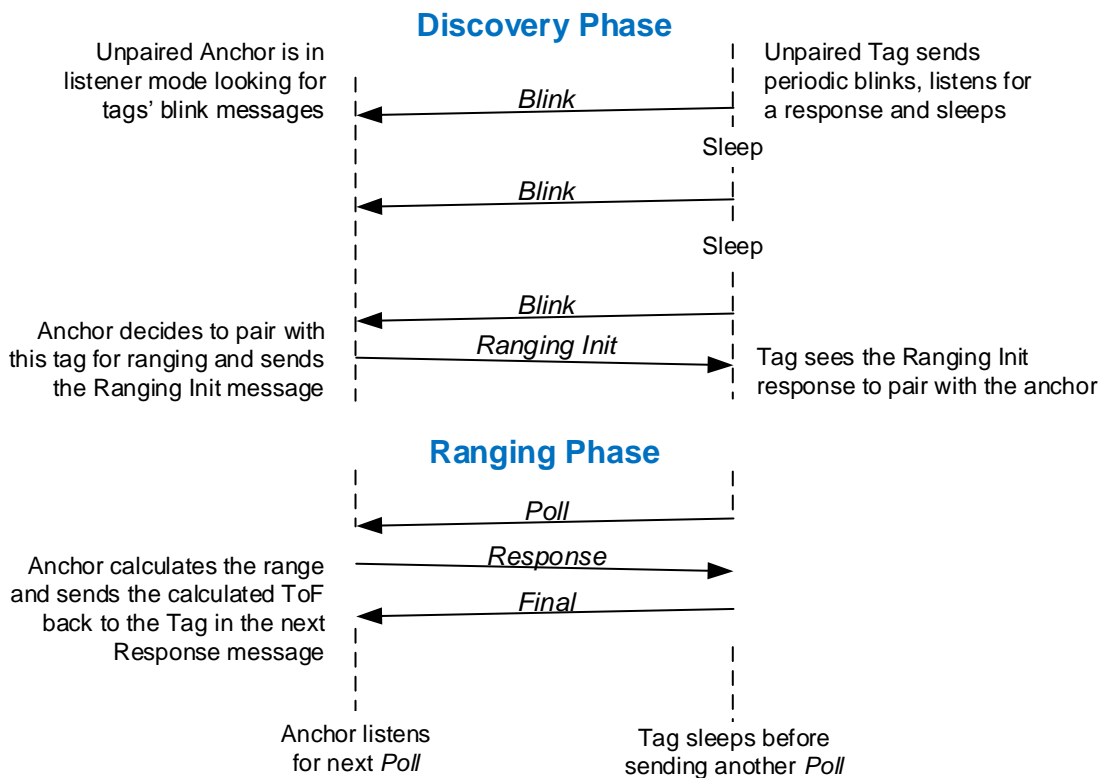 Discovery Phase
Unpaired Anchor is in
listener mode looking for
tags’ blink messages
Unpaired Tag sends
periodic blinks, listens for
a response and sleeps
Blink
Sleep
Blink
Sleep
Blink
Anchor decides to pair with
this tag for ranging and sends
the Ranging Init message
Ranging Init
Tag sees the Ranging Init
response to pair with the anchor
Ranging Phase
Poll
Response
Anchor calculates the range
and sends the calculated ToF
back to the Tag in the next
Response message
Final
Anchor listens
for next Poll
Tag sleeps before
sending another Poll